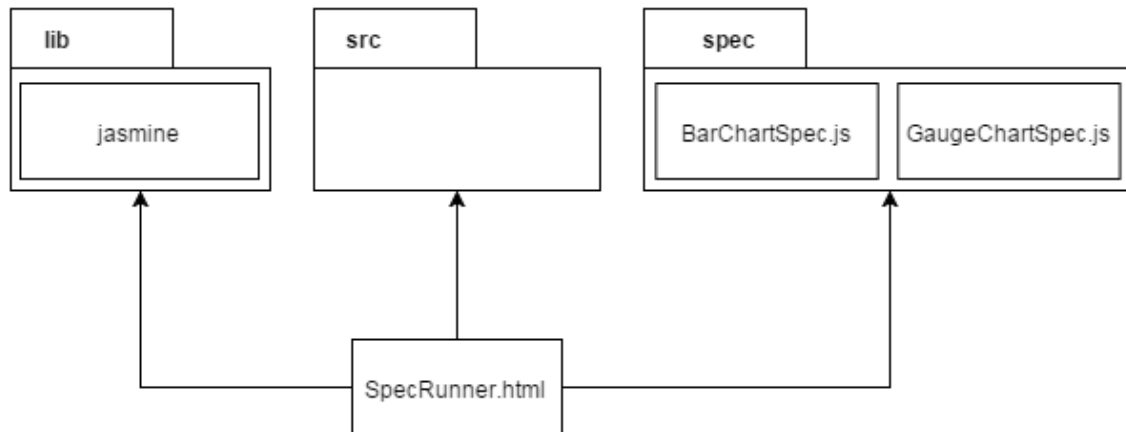 lib
src
spec
jasmine
BarChartSpec.js
GaugeChartSpec.js
SpecRunner.html